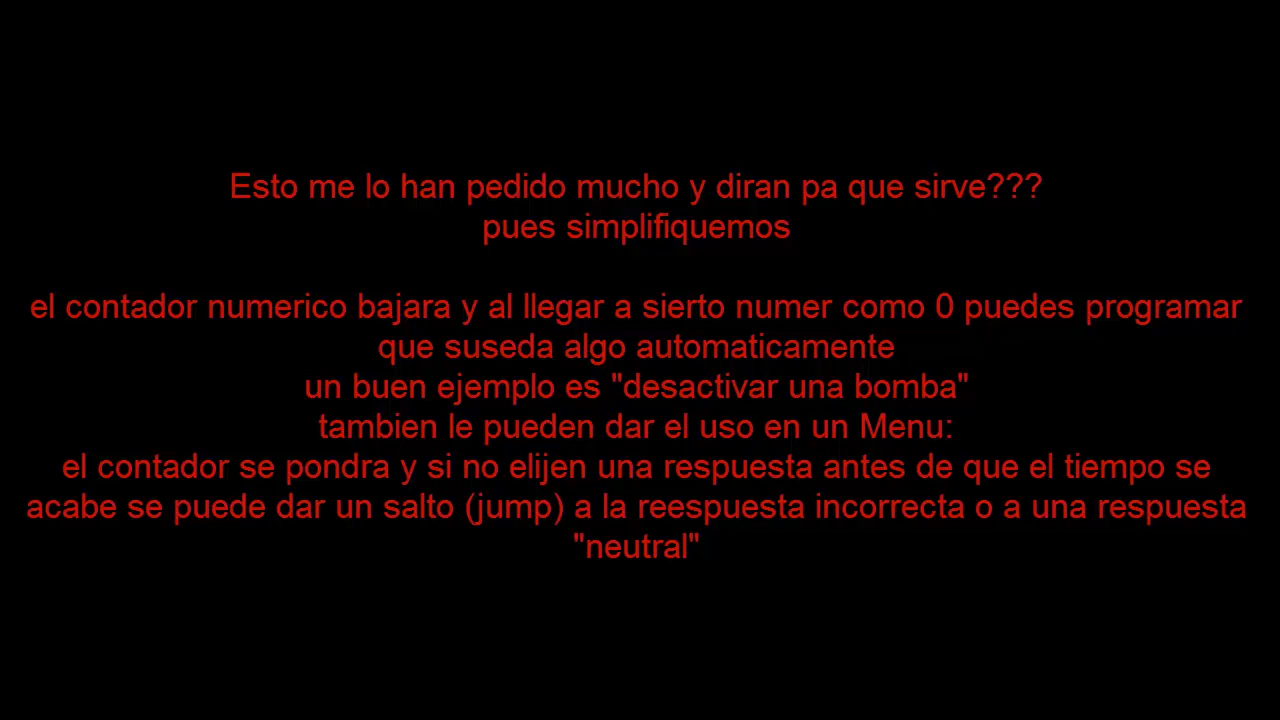 Esto me lo han pedido mucho y diran pa que sirve???
pues simplifiquemos
el contador numerico bajara y al llegar a sierto numer como 0 puedes programar
que suseda algo automaticamente
un buen ejemplo es "desactivar una bomba"
tambien le pueden dar el uso en un Menu:
el contador se pondra y si no elijen una respuesta antes de que el tiempo se
acabe se puede dar un salto (jump) a la reespuesta incorrecta o a una respuesta
"neutral"